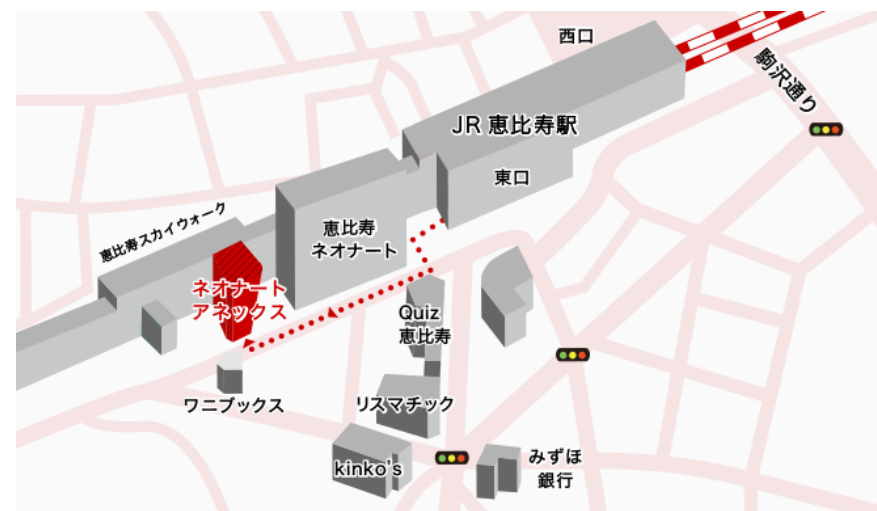 西口
駒沢通り
JR 恵比寿駅
東口
恵比寿スカイウォーク
恵比寿
ネオナート
ネオナート
アネックス
Quiz
恵比寿
ワニブックス
リスマチック
kinko's
みずほ
銀行